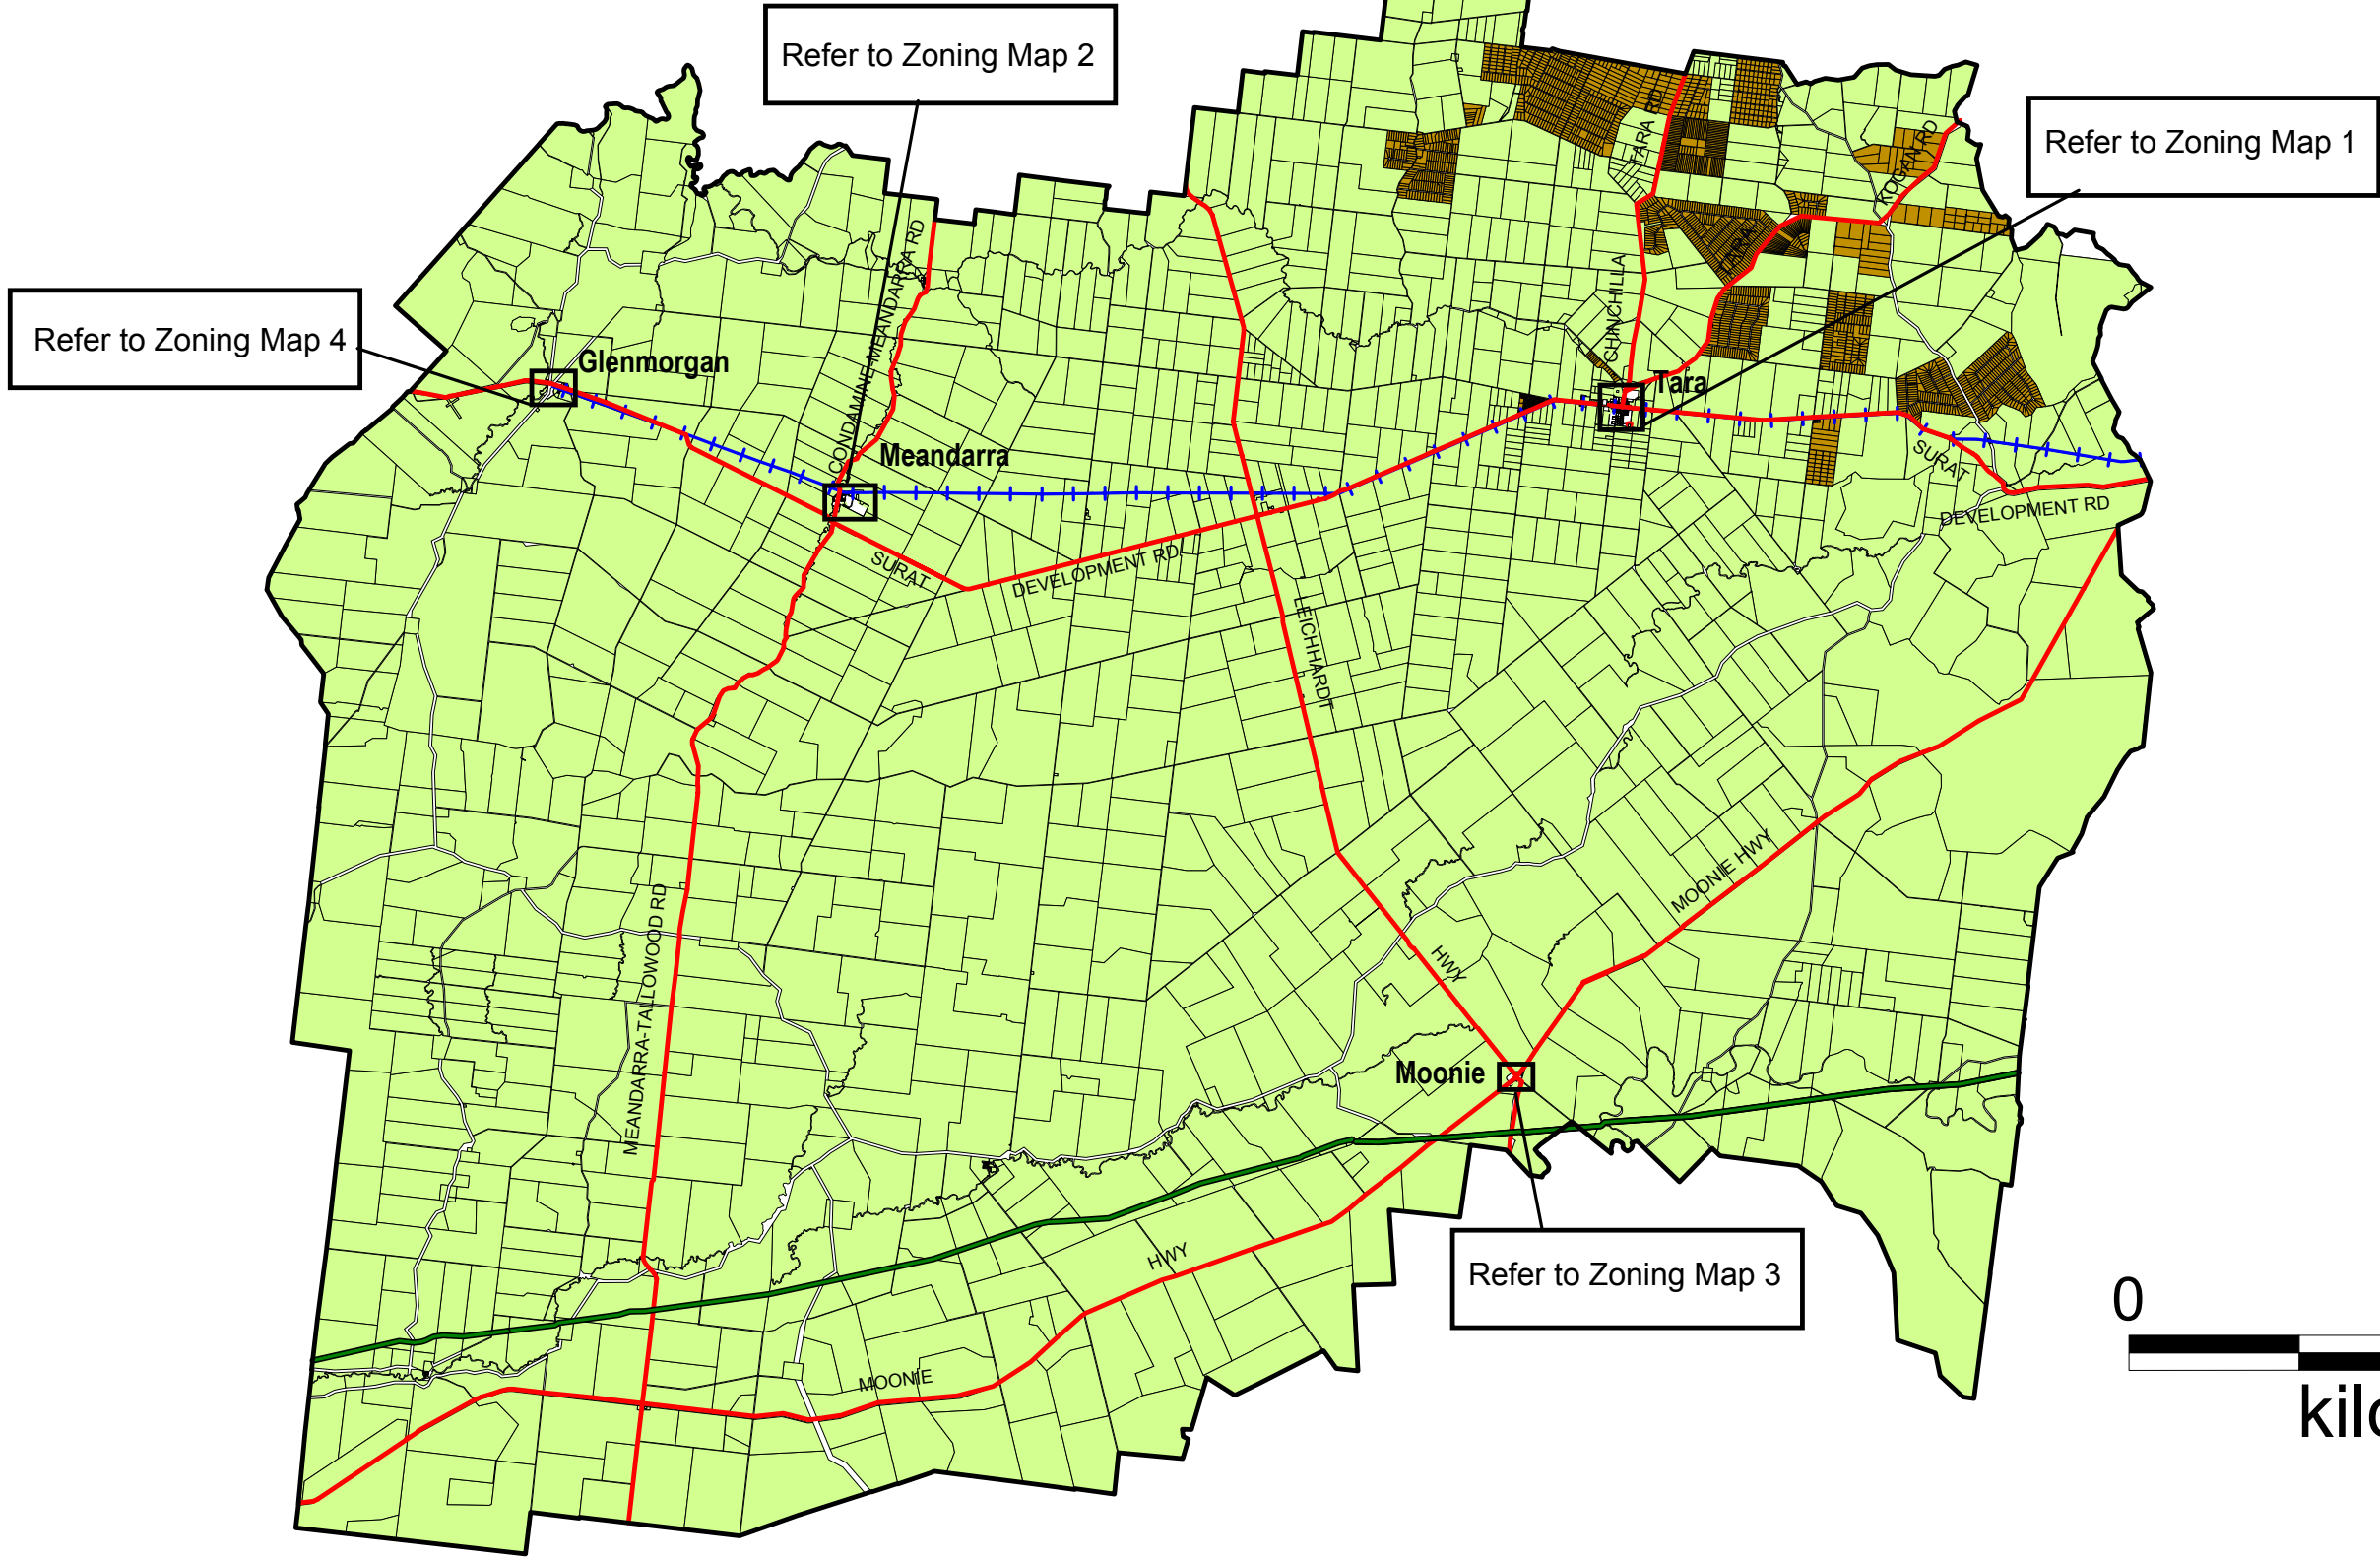 Refer to Zoning Map 2
Refer to Zoning Map 1
TARA RD
KOGAN RD
TARA
CONDAMINE-MEANDARRA RD
CHINCHILLA
Refer to Zoning Map 4
Glenmorgan
Tara
Meandarra
SURAT
DEVELOPMENT RD
SURAT
DEVELOPMENT RD
LEICHHARDT
MOONIE HWY
HWY
MEANDARRA-TALLOWOOD RD
Moonie
HWY
Refer to Zoning Map 3
MOONIE
0
kilo